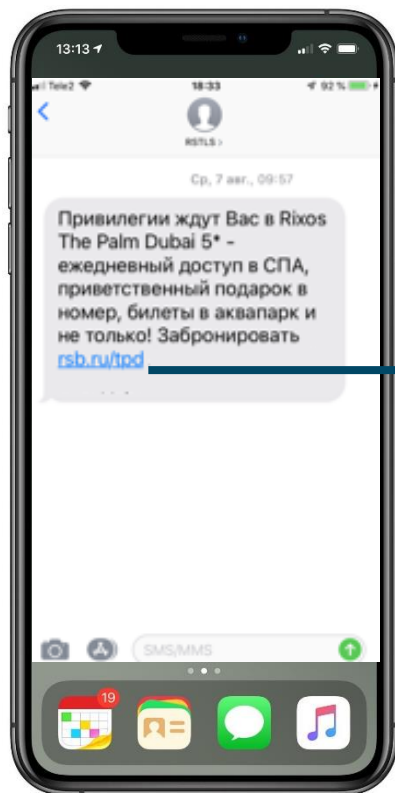 13:13
Tele2 18:33 92 %
RSTLS >
Ср, 7 авг., 09:57
Привилегии ждут Вас в Rixos
The Palm Dubai 5* -
ежедневный доступ в СПА,
приветственный подарок в
номер, билеты в аквапарк и
не только! Забронировать
rsb.ru/tpd
SMS/MMS
19